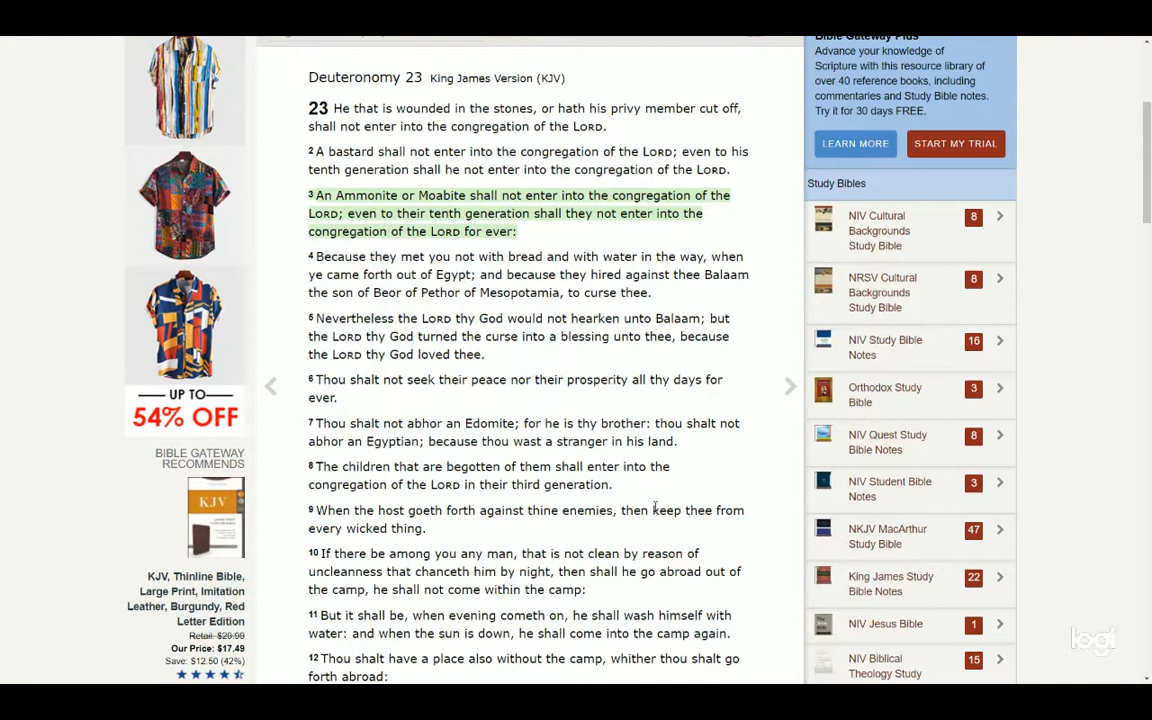 Bible Gateway Plus
Advance your knowledge of
Scripture with this resource library of
over 40 reference books, including
commentaries and Study Bible notes.
Try it for 30 days FREE.
LEARN MORE
START MY TRIAL
Study Bibles
NIV Cultural
Backgrounds
Study Bible
8
NRSV Cultural
Backgrounds
Study Bible
8
NIV Study Bible
Notes
16
Orthodox Study
Bible
3
NIV Quest Study
Bible
8
NIV Student Bible
Notes
3
NKJV MacArthur
Study Bible
47
King James Study
Bible Notes
22
NIV Jesus Bible
1
NIV Biblical
Theology Study
15
Deuteronomy 23 King James Version (KJV)
23 He that is wounded in the stones, or hath his privy member cut off,
shall not enter into the congregation of the LORD.
2 A bastard shall not enter into the congregation of the LORD; even to his
tenth generation shall he not enter into the congregation of the LORD.
3 An Ammonite or Moabite shall not enter into the congregation of the
LORD; even to their tenth generation shall they not enter into the
congregation of the LORD for ever:
4 Because they met you not with bread and with water in the way, when
ye came forth out of Egypt; and because they hired against thee Balaam
the son of Beor of Pethor of Mesopotamia, to curse thee.
5 Nevertheless the LORD thy God would not hearken unto Balaam; but
the LORD thy God turned the curse into a blessing unto thee, because
the LORD thy God loved thee.
6 Thou shalt not seek their peace nor their prosperity all thy days for
ever.
7 Thou shalt not abhor an Edomite; for he is thy brother: thou shalt not
abhor an Egyptian; because thou wast a stranger in his land.
8 The children that are begotten of them shall enter into the
congregation of the LORD in their third generation.
9 When the host goeth forth against thine enemies, then keep thee from
every wicked thing.
10 If there be among you any man, that is not clean by reason of
uncleanness that chanceth him by night, then shall he go abroad out of
the camp, he shall not come within the camp:
11 But it shall be, when evening cometh on, he shall wash himself with
water: and when the sun is down, he shall come into the camp again.
12 Thou shalt have a place also without the camp, whither thou shalt go
forth abroad:
UP TO
54% OFF
BIBLE GATEWAY
RECOMMENDS
KJV
KJV, Thinline Bible,
Large Print, Imitation
Leather, Burgundy, Red
Letter Edition
Retail: $29.99
Our Price: $17.49
Save: $12.50 (42%)
logi